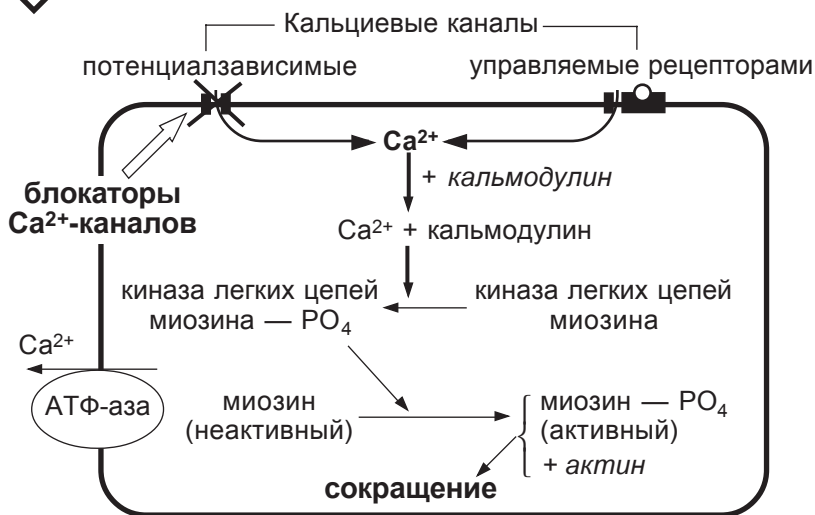 Кальциевые каналы
потенциалзависимые
управляемые рецепторами
Ca²⁺
блокаторы
Ca²⁺-каналов
+ кальмодулин
Ca²⁺ + кальмодулин
киназа легких цепей
миозина — PO₄
киназа легких цепей
миозина
Ca²⁺
АТФ-аза
миозин
(неактивный)
миозин — PO₄
(активный)
+ актин
сокращение